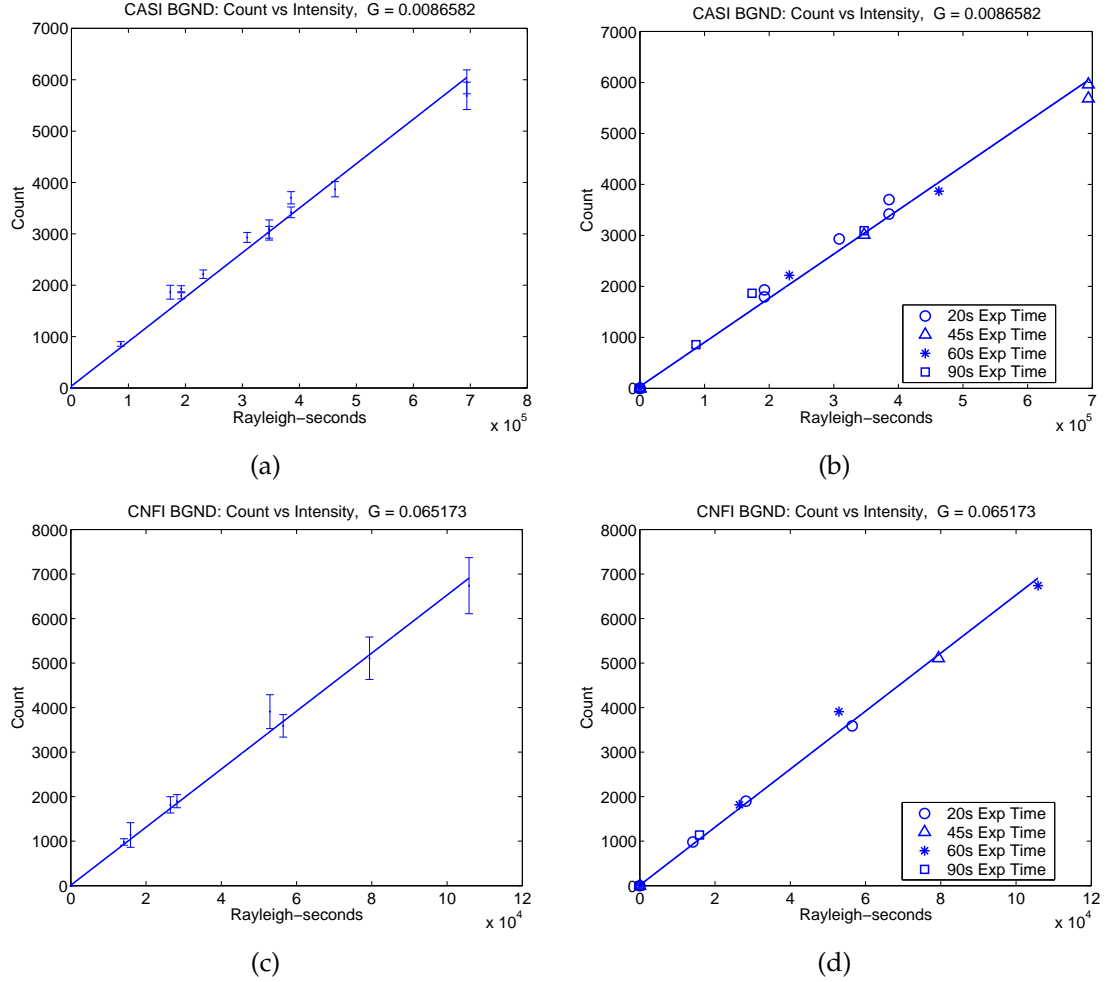 CASI BGND: Count vs Intensity, G = 0.0086582
7000
6000
5000
4000
3000
2000
1000
0
Count
0 1 2 3 4 5 6 7 8
Rayleigh−seconds
x 10^5
(a)
CASI BGND: Count vs Intensity, G = 0.0086582
7000
6000
5000
4000
3000
2000
1000
0
Count
20s Exp Time
45s Exp Time
60s Exp Time
90s Exp Time
0 1 2 3 4 5 6 7
Rayleigh−seconds
x 10^5
(b)
CNFI BGND: Count vs Intensity, G = 0.065173
8000
7000
6000
5000
4000
3000
2000
1000
0
Count
0 2 4 6 8 10 12
Rayleigh−seconds
x 10^4
(c)
CNFI BGND: Count vs Intensity, G = 0.065173
8000
7000
6000
5000
4000
3000
2000
1000
0
Count
20s Exp Time
45s Exp Time
60s Exp Time
90s Exp Time
0 2 4 6 8 10 12
Rayleigh−seconds
x 10^4
(d)